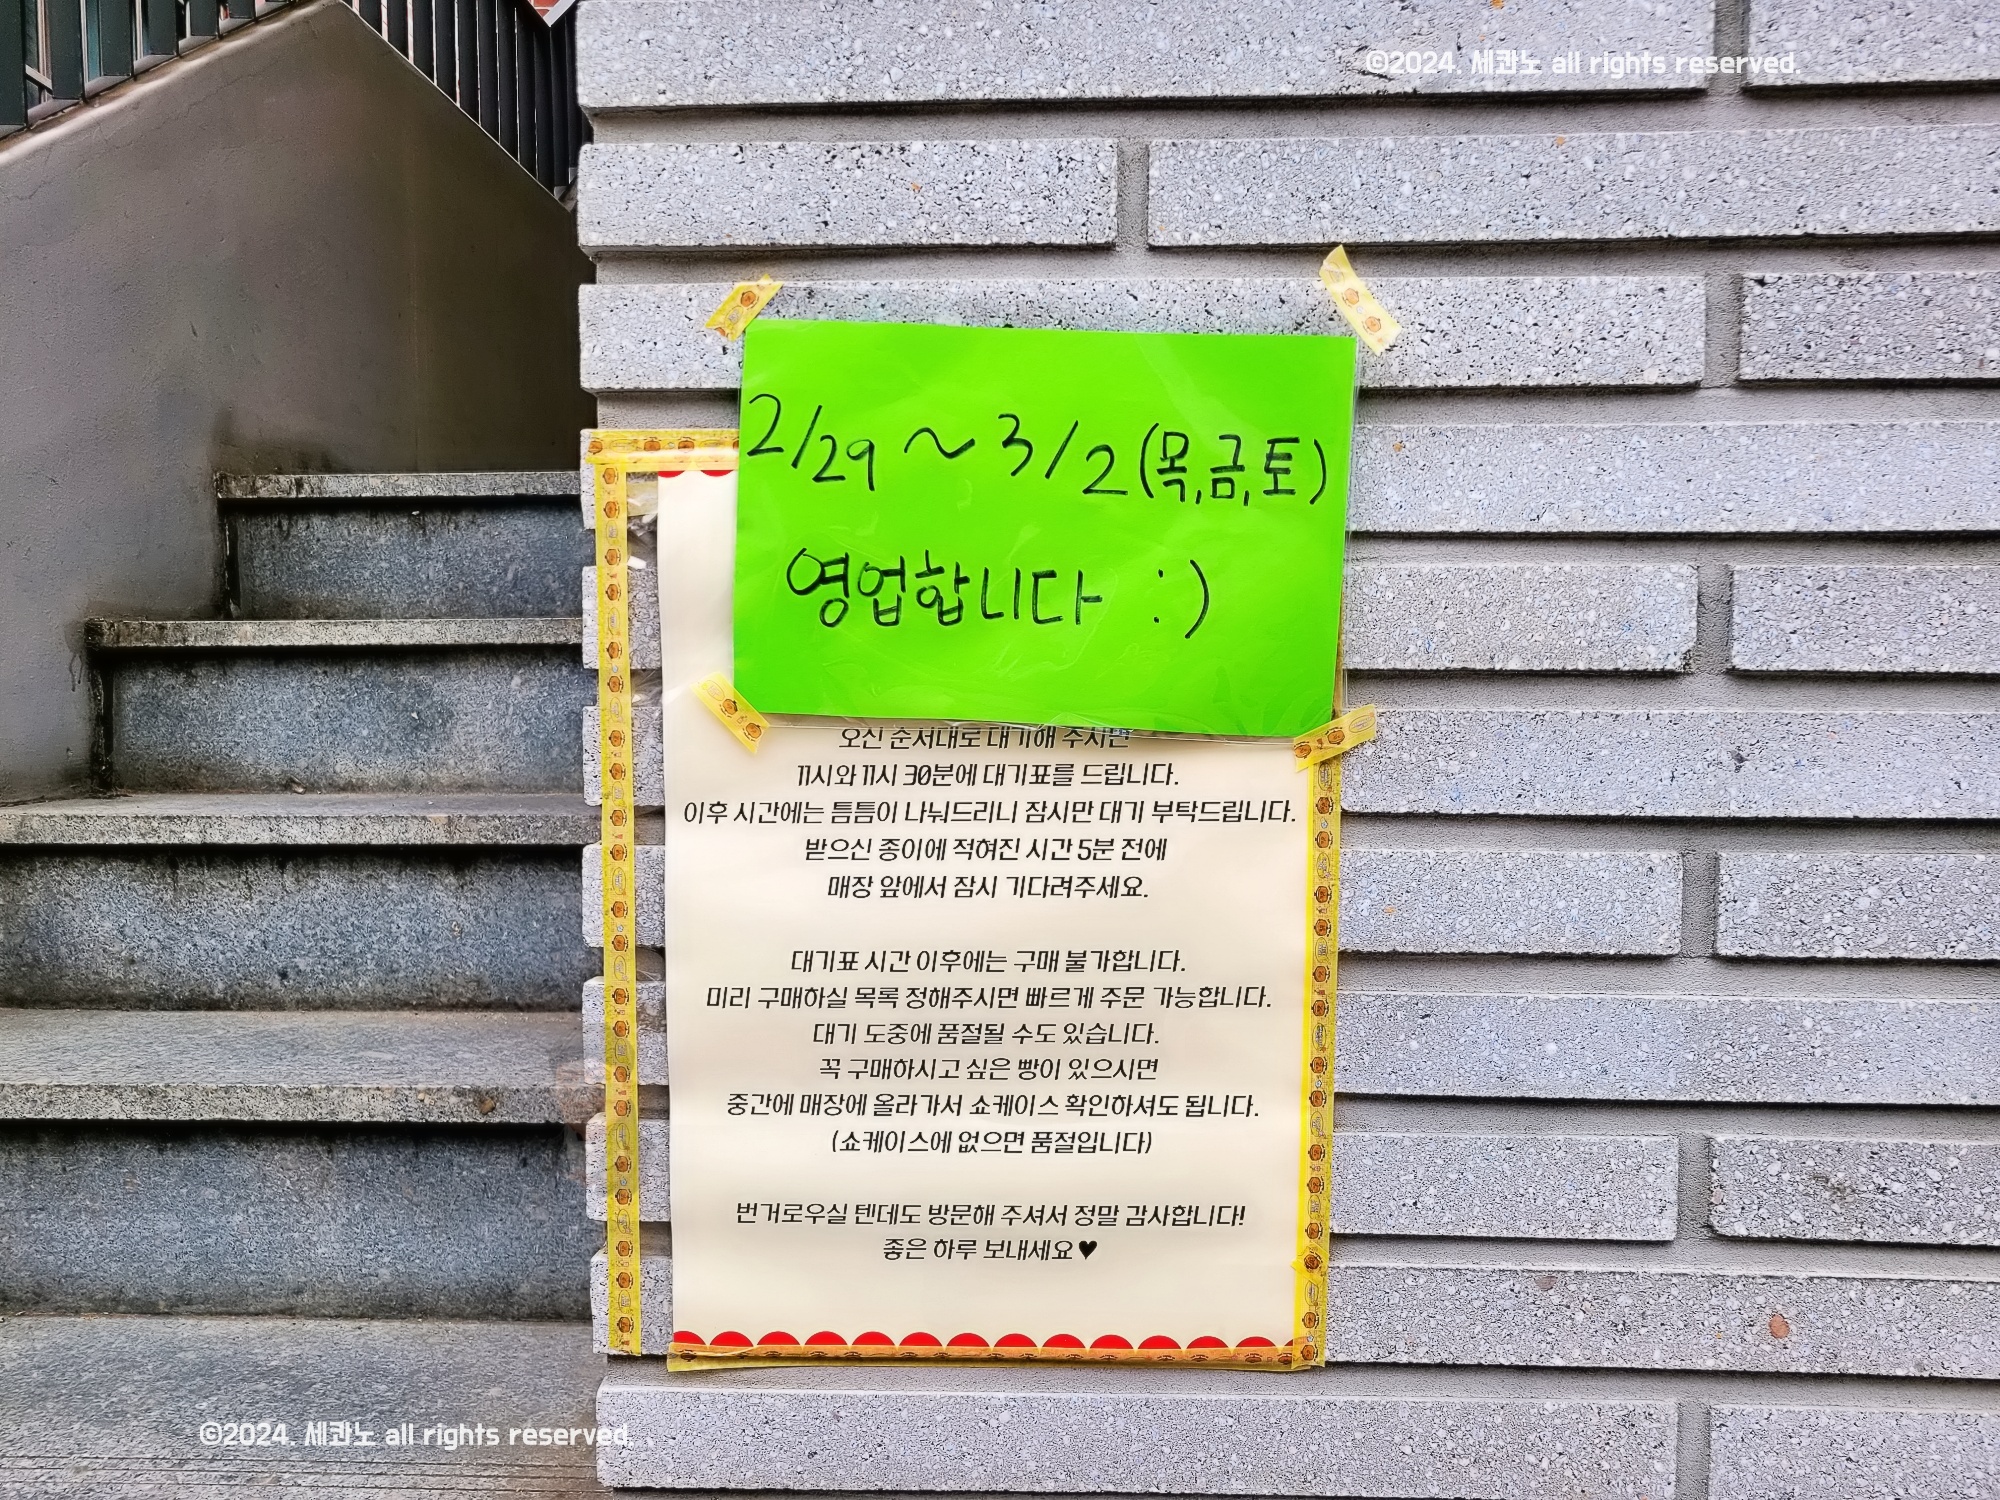 ©2024. 세콴노 all rights reserved.
2/29 ~ 3/2 (목,금,토)
영업합니다 :)
오신 순서대로 대기해 주시면
11시와 11시 30분에 대기표를 드립니다.
이후 시간에는 틈틈이 나눠드리니 잠시만 대기 부탁드립니다.
받으신 종이에 적혀진 시간 5분 전에
매장 앞에서 잠시 기다려주세요.
대기표 시간 이후에는 구매 불가합니다.
미리 구매하실 목록 정해주시면 빠르게 주문 가능합니다.
대기 도중에 품절될 수도 있습니다.
꼭 구매하시고 싶은 빵이 있으시면
중간에 매장에 올라가서 쇼케이스 확인하셔도 됩니다.
(쇼케이스에 없으면 품절입니다)
번거로우실 텐데도 방문해 주셔서 정말 감사합니다!
좋은 하루 보내세요♥
©2024. 세콴노 all rights reserved.